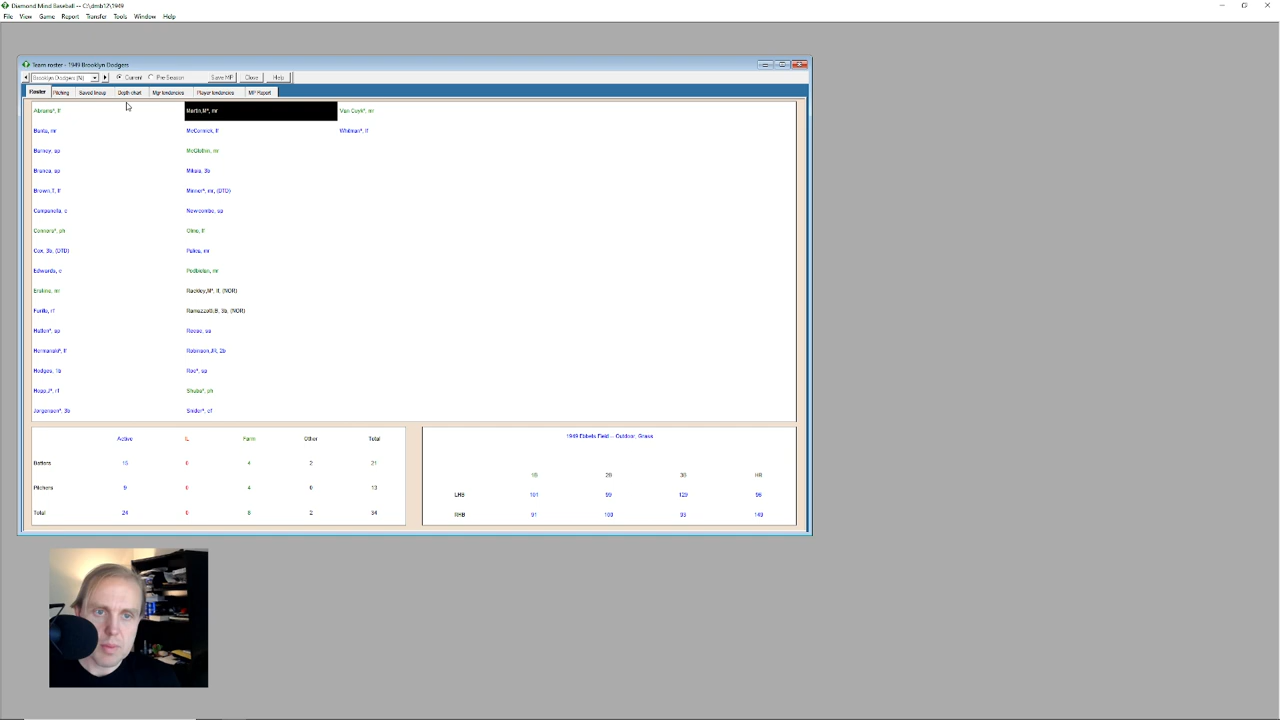 Diamond Mind Baseball -- C:\dmb12\1949
File View Game Report Transfer Tools Window Help
Team roster - 1949 Brooklyn Dodgers
Brooklyn Dodgers (N) Current Pre-Season Save MP Close Help
Roster Pitching Saved lineup Depth chart Mgr tendencies Player tendencies MP Report
Abrams*, lf Martin,M*, mr Van Cuyk*, mr
Banta, mr McCormick, lf Whitman*, lf
Barney, sp McGlothin, mr
Branca, sp Miksis, 3b
Brown,T, lf Minner*, mr, (DTD)
Campanella, c Newcombe, sp
Connors*, ph Olmo, lf
Cox, 3b, (DTD) Palica, mr
Edwards, c Podbielan, mr
Erskine, mr Rackley,M*, lf, (NOR)
Furillo, rf Ramazzotti,B, 3b, (NOR)
Hatten*, sp Reese, ss
Hermanski*, lf Robinson,JR, 2b
Hodges, 1b Roe*, sp
Hopp,J*, rf Shuba*, ph
Jorgensen*, 3b Snider*, cf
Active IL Farm Other Total
Batters 15 0 4 2 21
Pitchers 9 0 4 0 13
Total 24 0 8 2 34
1949 Ebbets Field -- Outdoor, Grass
1B 2B 3B HR
LHB 101 99 129 96
RHB 91 103 93 149